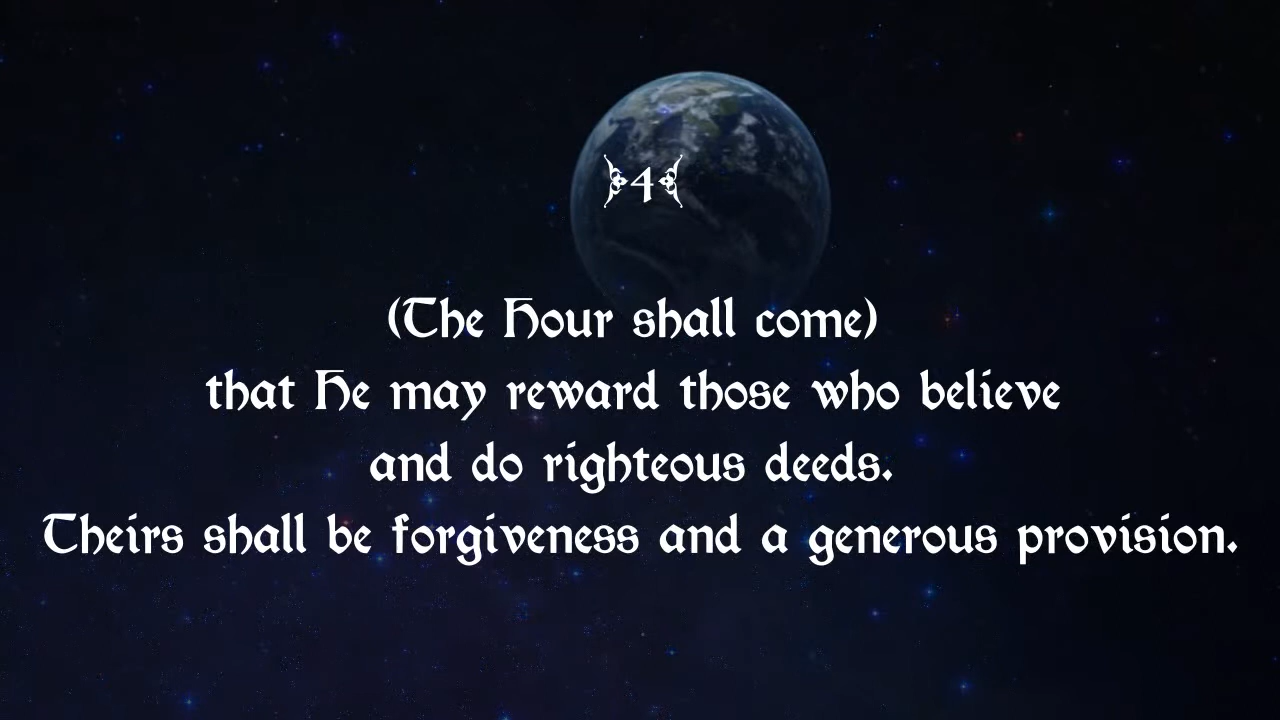 4
(The Hour shall come)
that He may reward those who believe
and do righteous deeds.
Theirs shall be forgiveness and a generous provision.